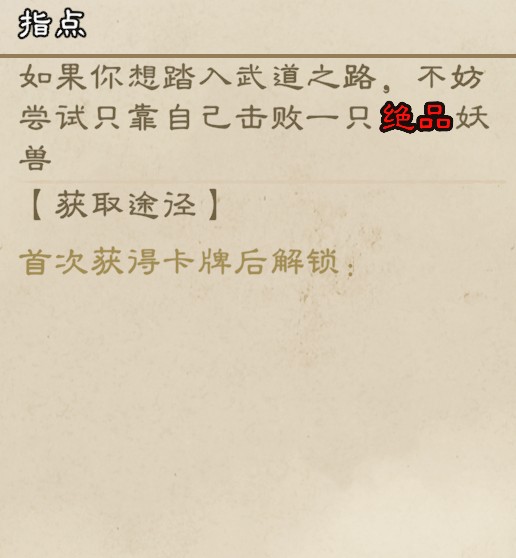 指点
如果你想踏入武道之路，不妨
尝试只靠自己击败一只绝品妖
兽
【获取途径】
首次获得卡牌后解锁：